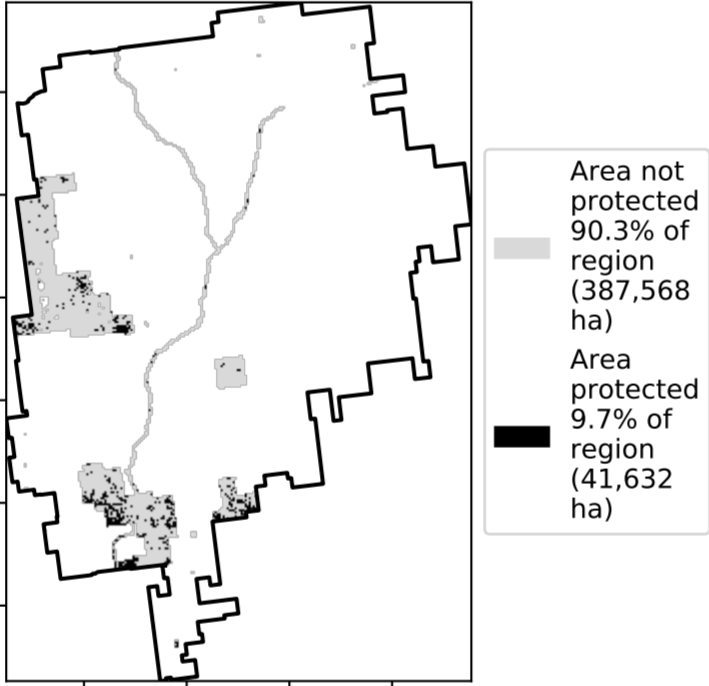 Area not
protected
90.3% of
region
(387,568
ha)
Area
protected
9.7% of
region
(41,632
ha)